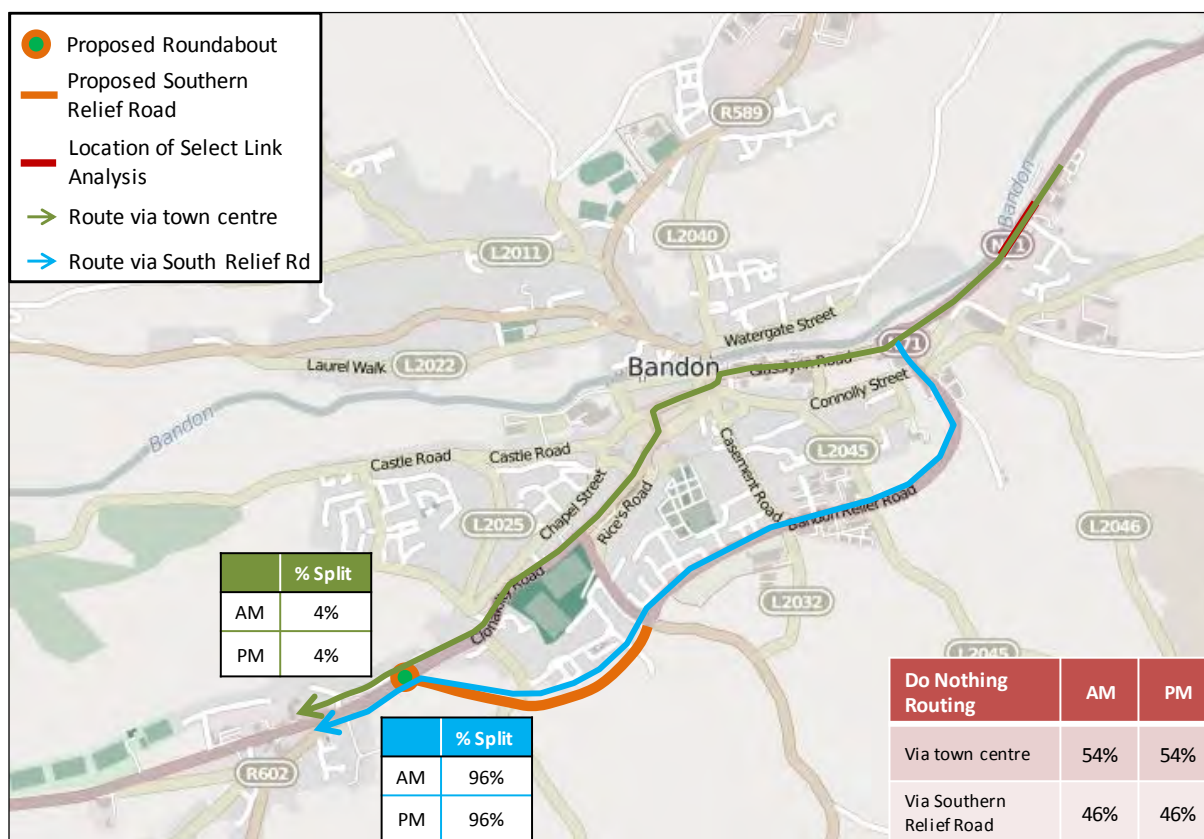 Proposed Roundabout
Proposed Southern
Relief Road
Location of Select Link
Analysis
Route via town centre
Route via South Relief Rd
R589
Bandon
L2040
L2011
Watergate Street
Bandon
Laurel Walk
L2022
Connolly Street
Bandon
Castle Road
Castle Road
Casement Road
L2045
Chapel Street
Rice's Road
Bandon Relief Road
L2025
L2046
Clonakilty Road
L2032
L2045
R602
% Split
AM 4%
PM 4%
% Split
AM 96%
PM 96%
Do Nothing
Routing AM PM
Via town centre 54% 54%
Via Southern
Relief Road 46% 46%